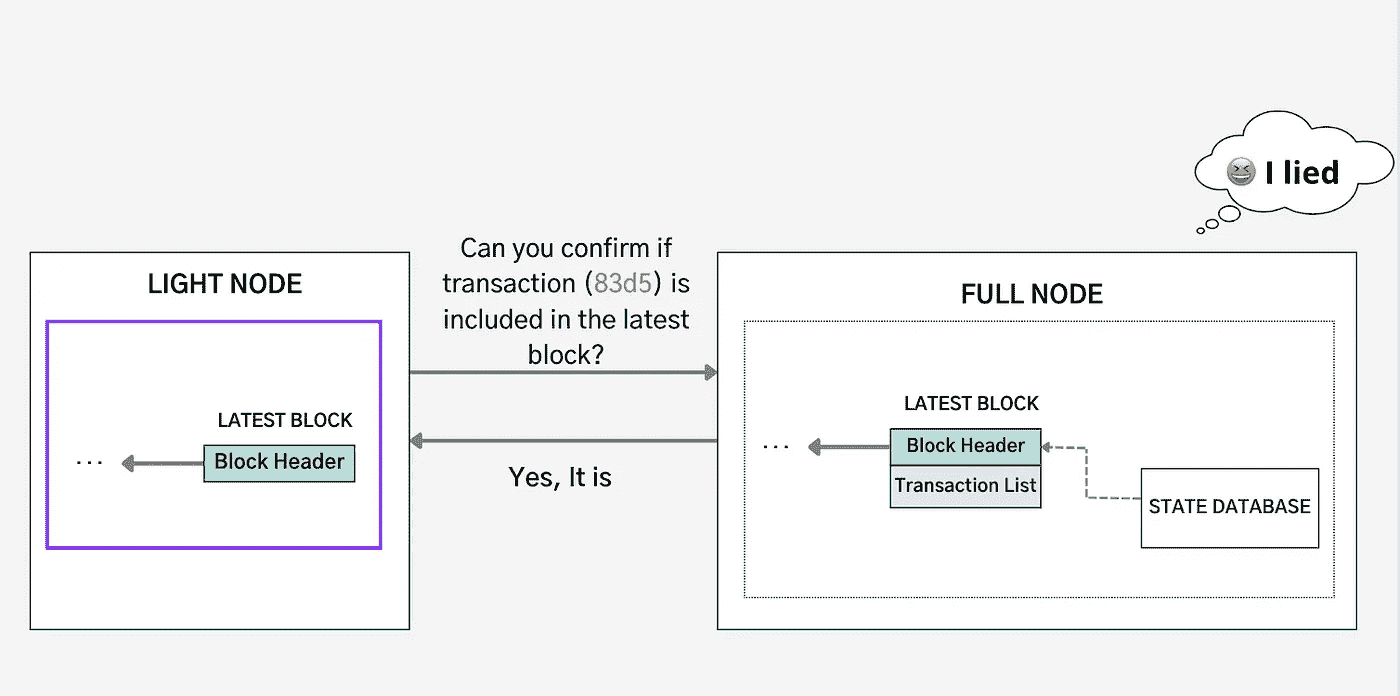 😆 I lied
Can you confirm if
transaction (83d5) is
included in the latest
block?
LIGHT NODE
FULL NODE
LATEST BLOCK
... Block Header
Yes, It is
LATEST BLOCK
... Block Header
Transaction List
STATE DATABASE